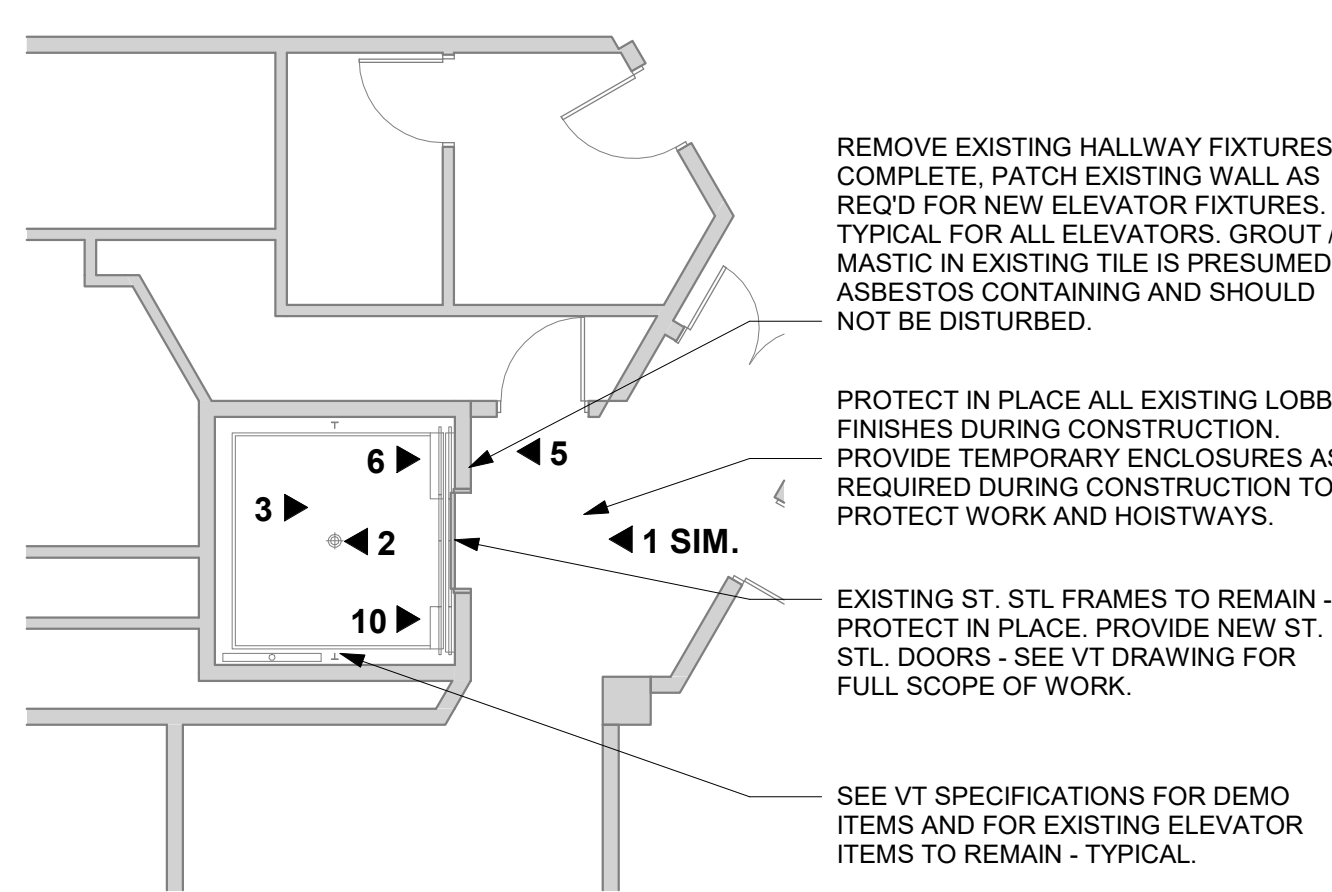 REMOVE EXISTING HALLWAY FIXTURES
COMPLETE, PATCH EXISTING WALL AS
REQ'D FOR NEW ELEVATOR FIXTURES.
TYPICAL FOR ALL ELEVATORS. GROUT /
MASTIC IN EXISTING TILE IS PRESUMED
ASBESTOS CONTAINING AND SHOULD
NOT BE DISTURBED.
PROTECT IN PLACE ALL EXISTING LOBB
FINISHES DURING CONSTRUCTION.
PROVIDE TEMPORARY ENCLOSURES AS
REQUIRED DURING CONSTRUCTION TO
PROTECT WORK AND HOISTWAYS.
EXISTING ST. STL FRAMES TO REMAIN -
PROTECT IN PLACE. PROVIDE NEW ST.
STL. DOORS - SEE VT DRAWING FOR
FULL SCOPE OF WORK.
SEE VT SPECIFICATIONS FOR DEMO
ITEMS AND FOR EXISTING ELEVATOR
ITEMS TO REMAIN - TYPICAL.
6
5
3
2
1 SIM.
10